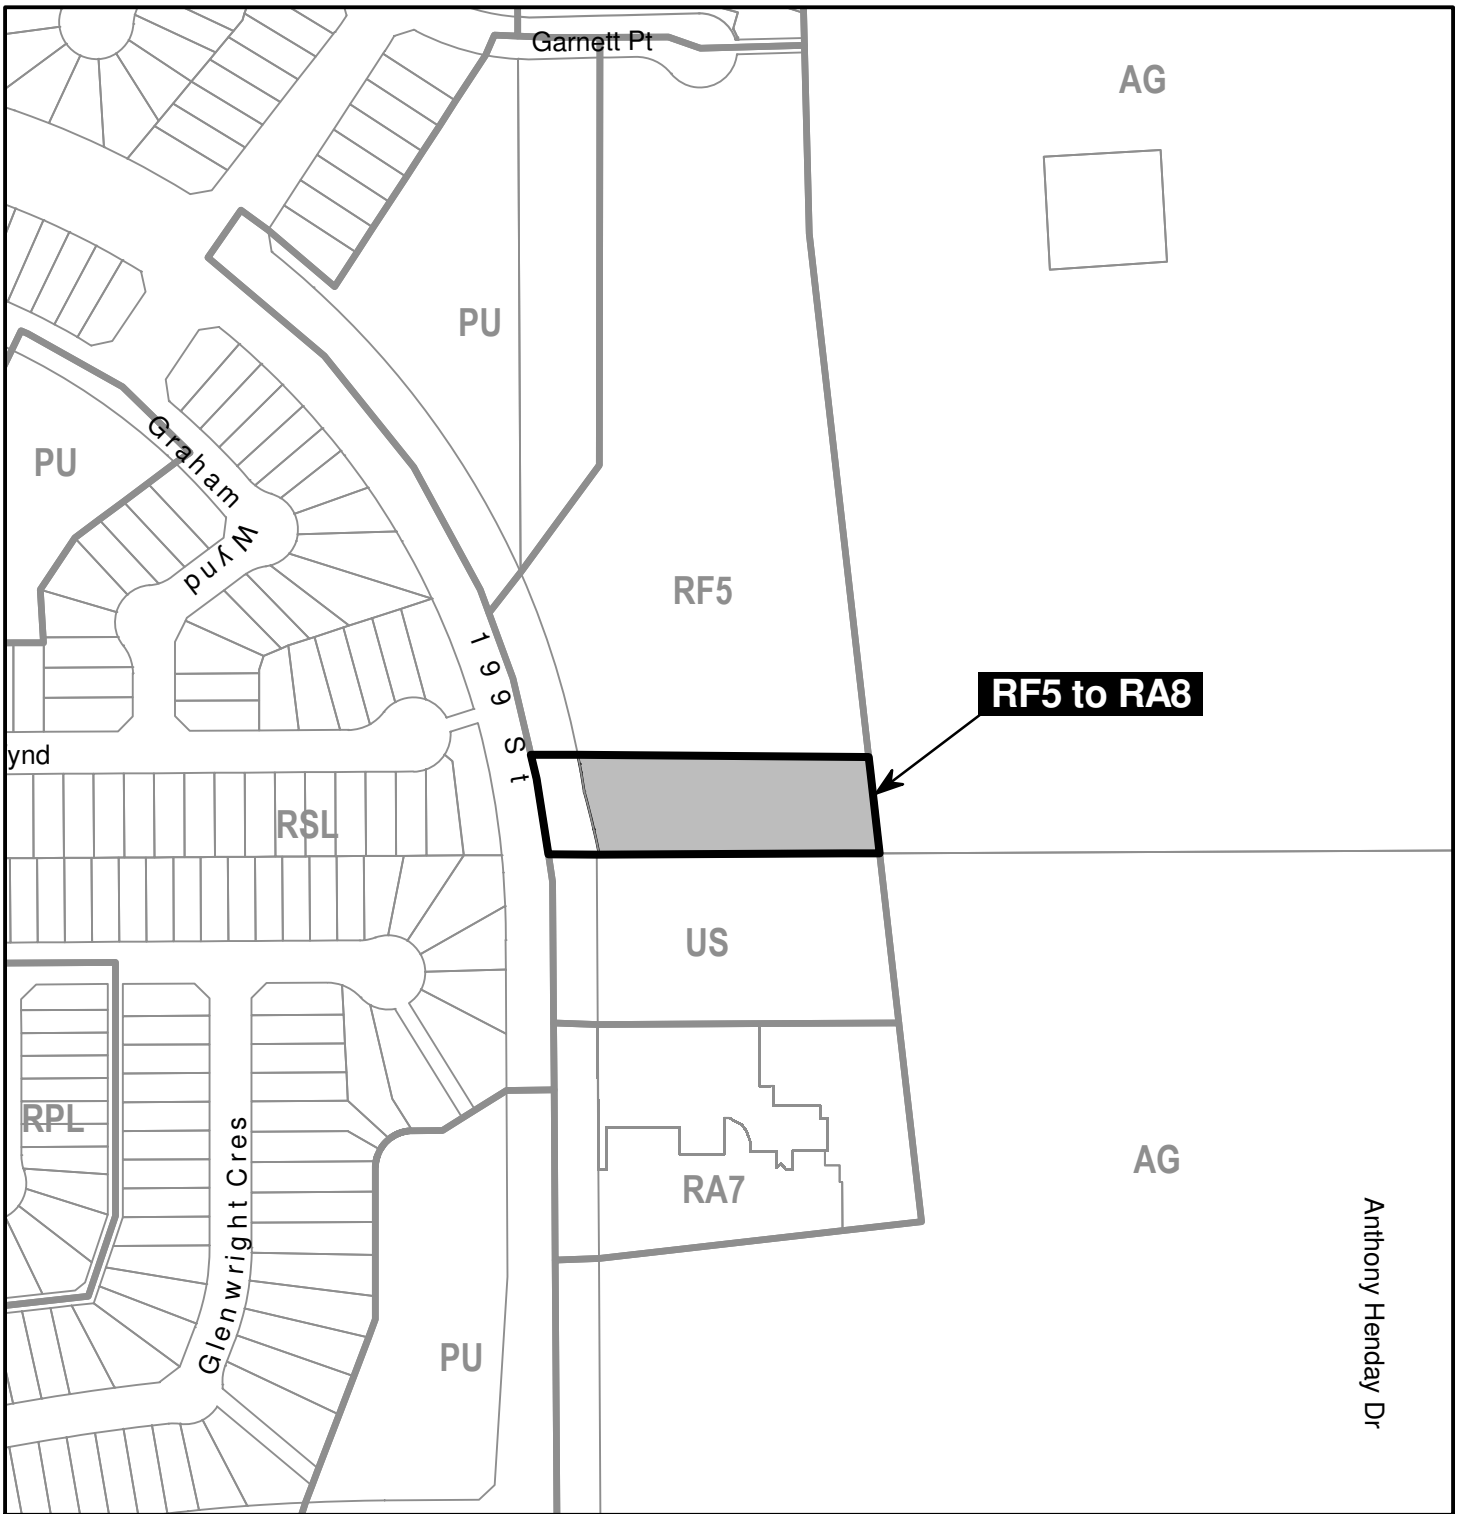 Garnett Pt
AG
PU
PU
Graham Wynd
RF5
199 St
RF5 to RA8
ynd
RSL
US
RPL
RA7
AG
Glenwright Cres
PU
Anthony Henday Dr